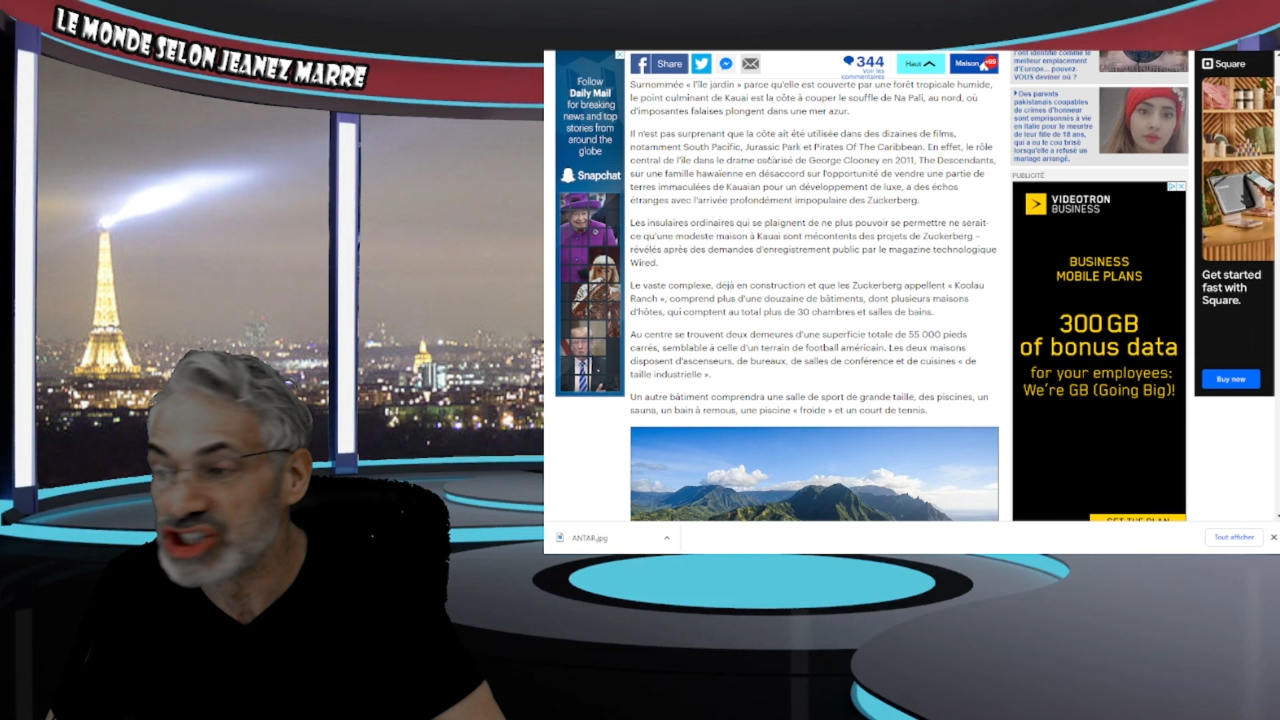 LE MONDE SELON JEANEZ MARRE
Follow
Daily Mail
for breaking
news and top
stories from
around the
globe
Snapchat
f Share
344
Voir les
commentaires
Haut
Maison +99
Surnommée « l'île jardin » parce qu'elle est couverte par une forêt tropicale humide,
le point culminant de Kauai est la côte à couper le souffle de Na Pali, au nord, où
d'imposantes falaises plongent dans une mer azur.
Il n'est pas surprenant que la côte ait été utilisée dans des dizaines de films,
notamment South Pacific, Jurassic Park et Pirates Of The Caribbean. En effet, le rôle
central de l'île dans le drame oscarisé de George Clooney en 2011, The Descendants,
sur une famille hawaïenne en désaccord sur l'opportunité de vendre une partie de
terres immaculées de Kauaian pour un développement de luxe, a des échos
étranges avec l'arrivée profondément impopulaire des Zuckerberg.
Les insulaires ordinaires qui se plaignent de ne plus pouvoir se permettre ne serait-
ce qu'une modeste maison à Kauai sont mécontents des projets de Zuckerberg –
révélés après des demandes d'enregistrement public par le magazine technologique
Wired.
Le vaste complexe, déjà en construction et que les Zuckerberg appellent « Koolau
Ranch », comprend plus d'une douzaine de bâtiments, dont plusieurs maisons
d'hôtes, qui comptent au total plus de 30 chambres et salles de bains.
Au centre se trouvent deux demeures d'une superficie totale de 55 000 pieds
carrés, semblable à celle d'un terrain de football américain. Les deux maisons
disposent d'ascenseurs, de bureaux, de salles de conférence et de cuisines « de
taille industrielle ».
Un autre bâtiment comprendra une salle de sport de grande taille, des piscines, un
sauna, un bain à remous, une piscine « froide » et un court de tennis.
l'ont identifié comme le
meilleur emplacement
d'Europe... pouvez-
VOUS deviner où ?
Des parents
pakistanais coupables
de crimes d'honneur
sont emprisonnés à vie
en Italie pour le meurtre
de leur fille de 18 ans,
qui a eu le cou brisé
lorsqu'elle a refusé un
mariage arrangé.
PUBLICITÉ
VIDEOTRON
BUSINESS
BUSINESS
MOBILE PLANS
300 GB
of bonus data
for your employees:
We're GB (Going Big)!
GET THE PLAN
Square
Get started
fast with
Square.
Buy now
ANTAR.jpg
Tout afficher